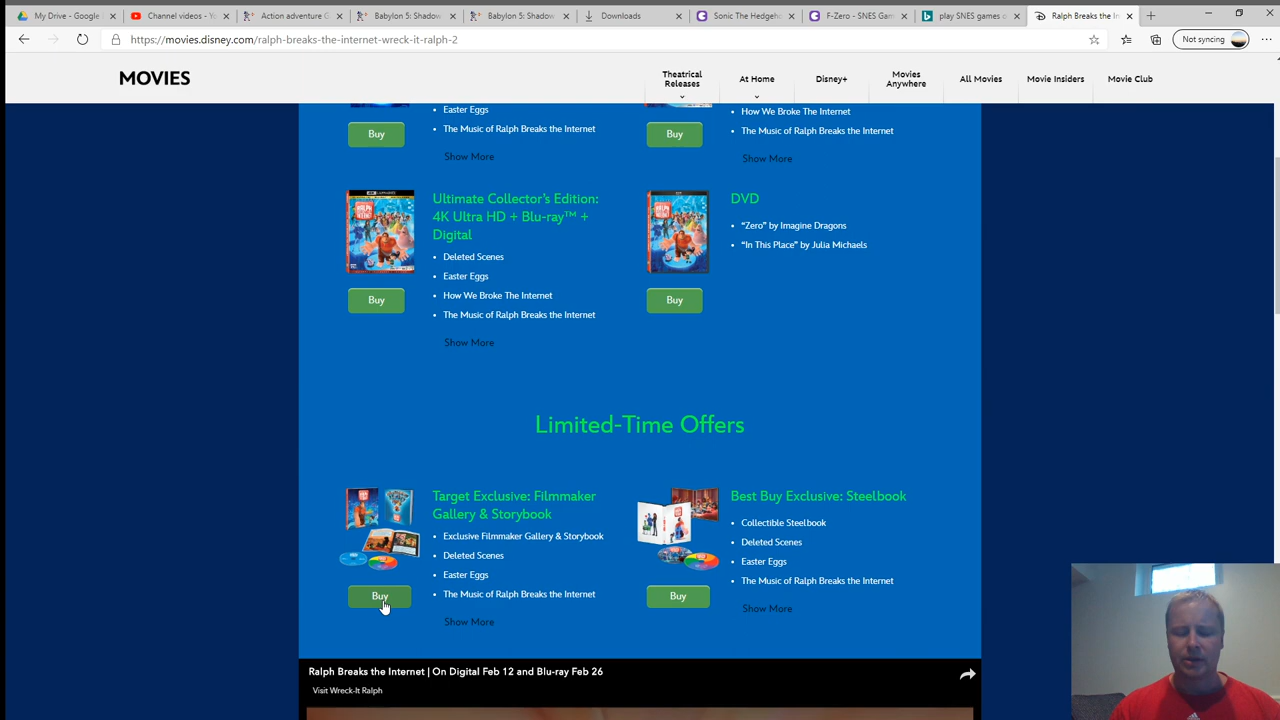 My Drive - Google
Channel videos - Yo
Action adventure G
Babylon 5: Shadow
Babylon 5: Shadow
Downloads
Sonic The Hedgeho
F-Zero - SNES Gam
play SNES games o
Ralph Breaks the In
https://movies.disney.com/ralph-breaks-the-internet-wreck-it-ralph-2
Not syncing
MOVIES
Theatrical
Releases
At Home
Disney+
Movies
Anywhere
All Movies
Movie Insiders
Movie Club
• Easter Eggs
• The Music of Ralph Breaks the Internet
Buy
Show More
• How We Broke The Internet
• The Music of Ralph Breaks the Internet
Buy
Show More
Ultimate Collector's Edition:
4K Ultra HD + Blu-ray™ +
Digital
• Deleted Scenes
• Easter Eggs
• How We Broke The Internet
• The Music of Ralph Breaks the Internet
Buy
Show More
DVD
• “Zero” by Imagine Dragons
• “In This Place” by Julia Michaels
Buy
Limited-Time Offers
Target Exclusive: Filmmaker
Gallery & Storybook
• Exclusive Filmmaker Gallery & Storybook
• Deleted Scenes
• Easter Eggs
• The Music of Ralph Breaks the Internet
Buy
Show More
Best Buy Exclusive: Steelbook
• Collectible Steelbook
• Deleted Scenes
• Easter Eggs
• The Music of Ralph Breaks the Internet
Buy
Show More
Ralph Breaks the Internet | On Digital Feb 12 and Blu-ray Feb 26
Visit Wreck-It Ralph